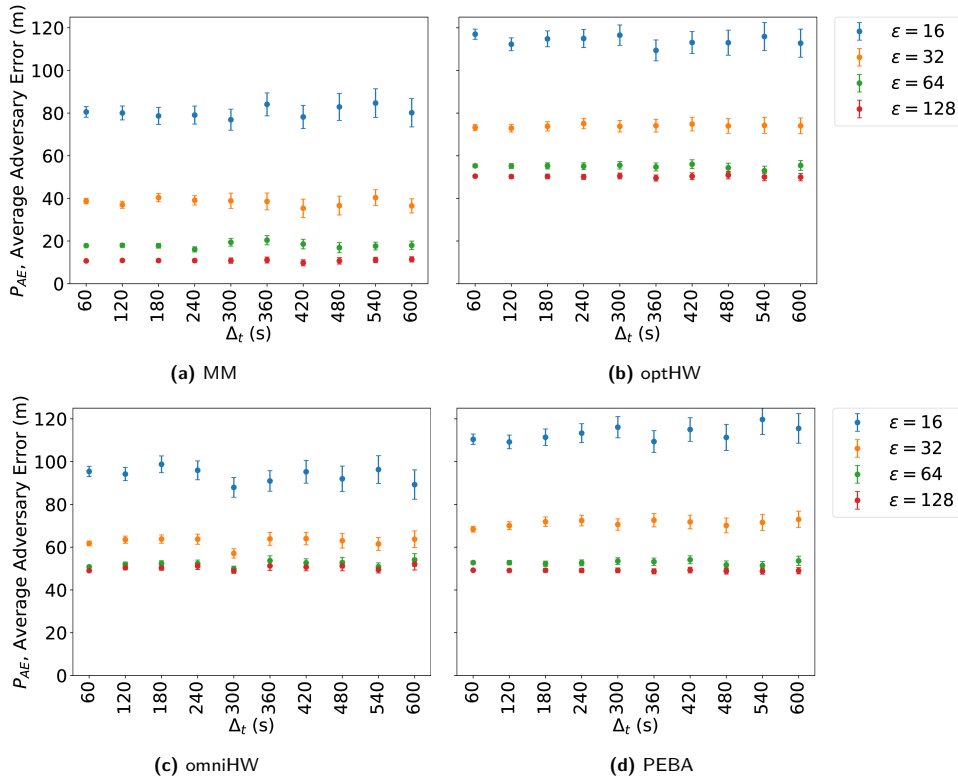 120
100
80
60
40
20
0
P_AE, Average Adversary Error (m)
60 120 180 240 300 360 420 480 540 600
Δ_t (s)
(a) MM
60 120 180 240 300 360 420 480 540 600
Δ_t (s)
(b) optHW
ε = 16
ε = 32
ε = 64
ε = 128
120
100
80
60
40
20
0
P_AE, Average Adversary Error (m)
60 120 180 240 300 360 420 480 540 600
Δ_t (s)
(c) omniHW
60 120 180 240 300 360 420 480 540 600
Δ_t (s)
(d) PEBA
ε = 16
ε = 32
ε = 64
ε = 128